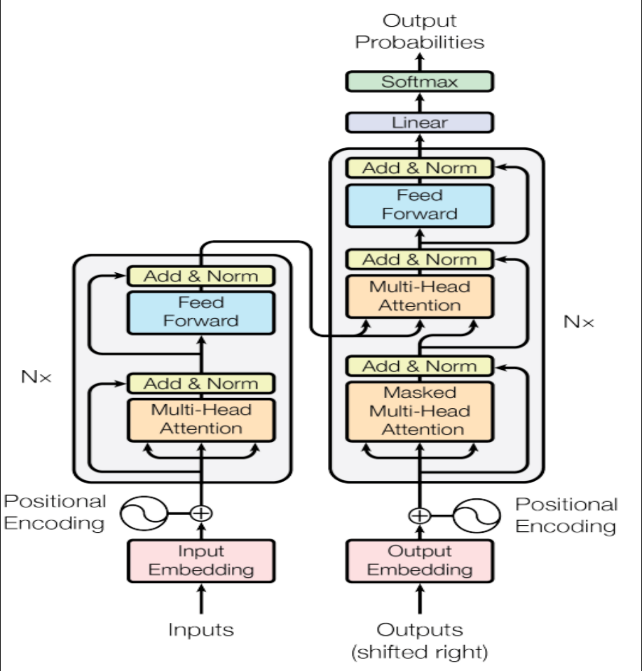 Output
Probabilities
Softmax
Linear
Add & Norm
Feed
Forward
Add & Norm
Multi-Head
Attention
Add & Norm
Masked
Multi-Head
Attention
Nx
Add & Norm
Feed
Forward
Add & Norm
Multi-Head
Attention
Nx
Positional
Encoding
Positional
Encoding
Input
Embedding
Output
Embedding
Inputs
Outputs
(shifted right)